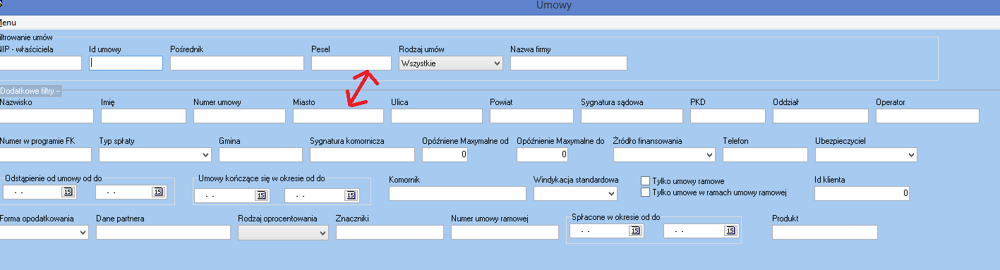 Umowy
Menu
iltrowanie umów
NIP - właściciela Id umowy Pośrednik Pesel Rodzaj umów Nazwa firmy
Wszystkie
Dodatkowe filtry --
Nazwisko Imię Numer umowy Miasto Ulica Powiat Sygnatura sądowa PKD Oddział Operator
Numer w programie FK Typ spłaty Gmina Sygnatura komornicza Opóźniene Maxymalne od Opóźnienie Maxymalne do Źródło finansowania Telefon Ubezpieczyciel
0 0
Odstąpienie od umowy od do Umowy kończące się w okresie od do Komornik Windykacja standardowa Tylko umowy ramowe Id klienta
- - 15 - - 15 - - 15 - - 15 Tylko umowe w ramach umowy ramowej 0
Forma opodatkowania Dane partnera Rodzaj oprocentowania Znaczniki Numer umowy ramowej Spłacone w okresie od do Produkt
- - 15 - - 15